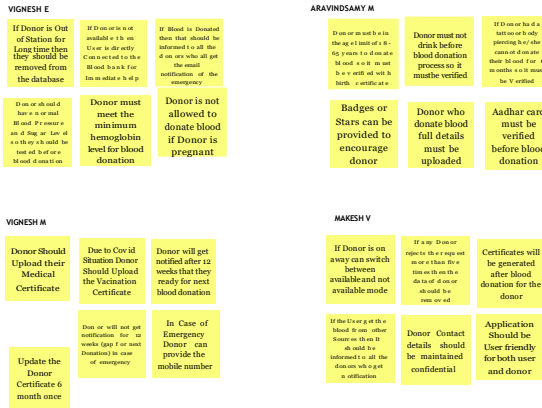 VIGNESH E
If Donor is Out
of Station for
Long time then
they should be
removed from
the database
If Donor is not
available then
User is directly
Connected to the
Blood bank for
Immediate help
If Blood is Donated
then that should be
informed to all the
donors who all get
the email
notification of the
emergency
Donor should
have normal
Blood Pressure
and Sugar Level
so they should be
tested before
blood donation
Donor must
meet the
minimum
hemoglobin
level for blood
donation
Donor is not
allowed to
donate blood
if Donor is
pregnant
ARAVINDSAMY M
Donor must be in
the age limit of 18-
65 years to donate
blood so it must
be verified with
birth certificate
Donor must not
drink before
blood donation
process so it
mustbe verified
If Donor had a
tattoo or body
piercing he/she
cannot donate
their blood for 6
months so it must
be Verified
Badges or
Stars can be
provided to
encourage
donor
Donor who
donate blood
full details
must be
uploaded
Aadhar card
must be
verified
before blood
donation
VIGNESH M
Donor Should
Upload their
Medical
Certificate
Due to Covid
Situation Donor
Should Upload
the Vacination
Certificate
Donor will get
notified after 12
weeks that they
ready for next
blood donation
Update the
Donor
Certificate 6
month once
Donor will not get
notification for 12
weeks (gap for next
Donation) in case
of emergency
In Case of
Emergency
Donor can
provide the
mobile number
MAKESH V
If Donor is on
away can switch
between
available and not
available mode
If any Donor
rejects the request
more than five
times then the
data of donor
should be
removed
Certificates will
be generated
after blood
donation for the
donor
If the User get the
blood from other
Sources then It
should be
informed to all the
donors who get
notification
Donor Contact
details should
be maintained
confidential
Application
Should be
User friendly
for both user
and donor